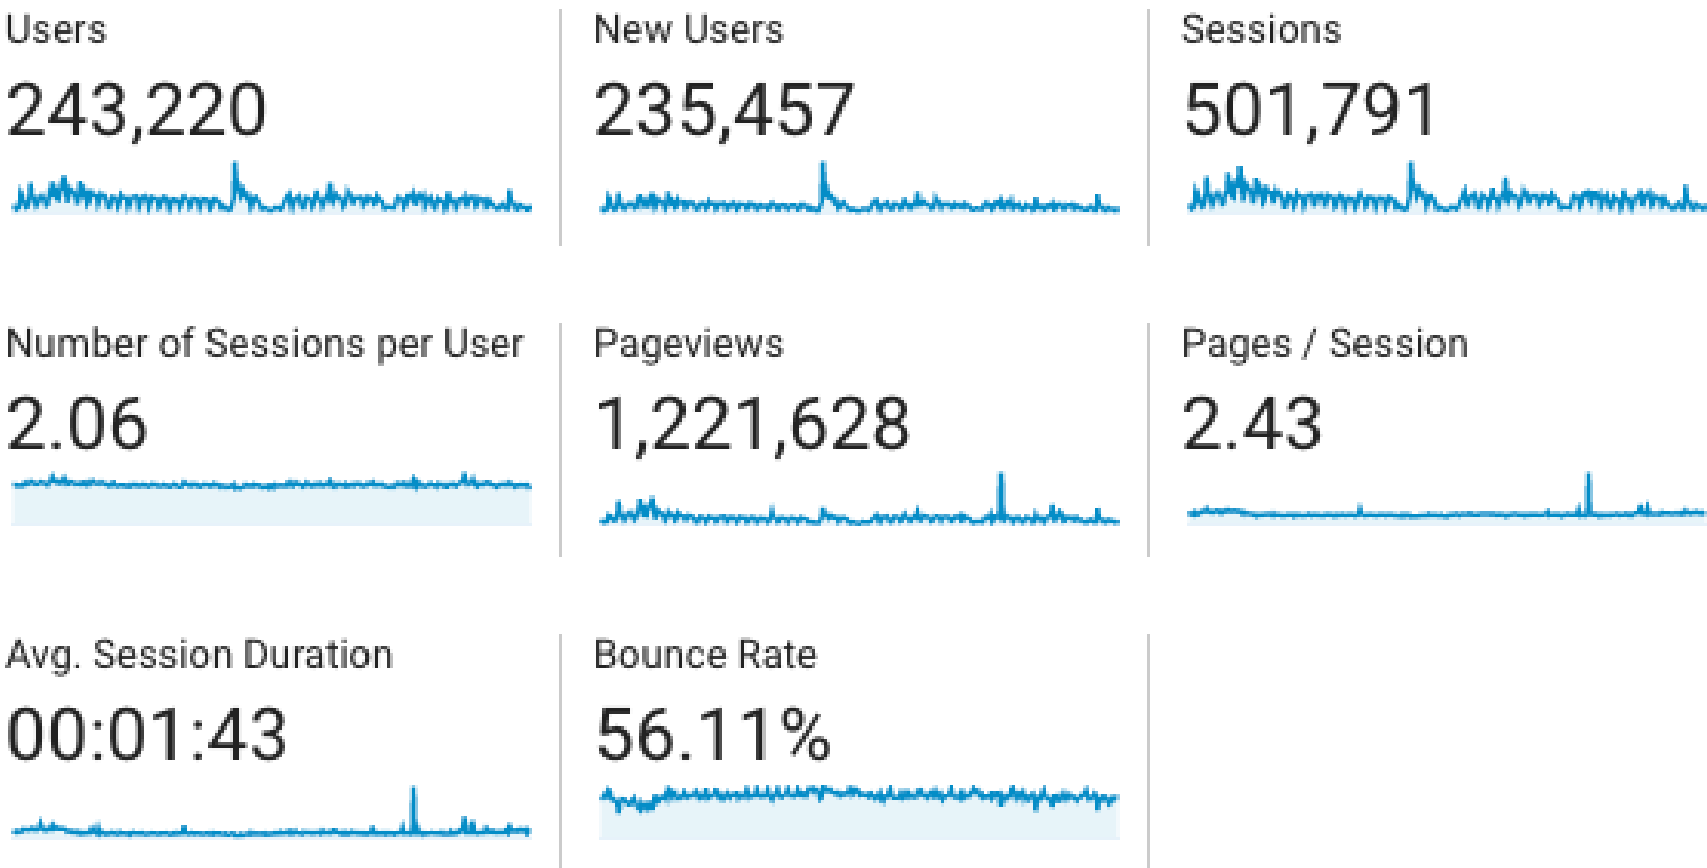 Users
243,220
New Users
235,457
Sessions
501,791
Number of Sessions per User
2.06
Pageviews
1,221,628
Pages / Session
2.43
Avg. Session Duration
00:01:43
Bounce Rate
56.11%